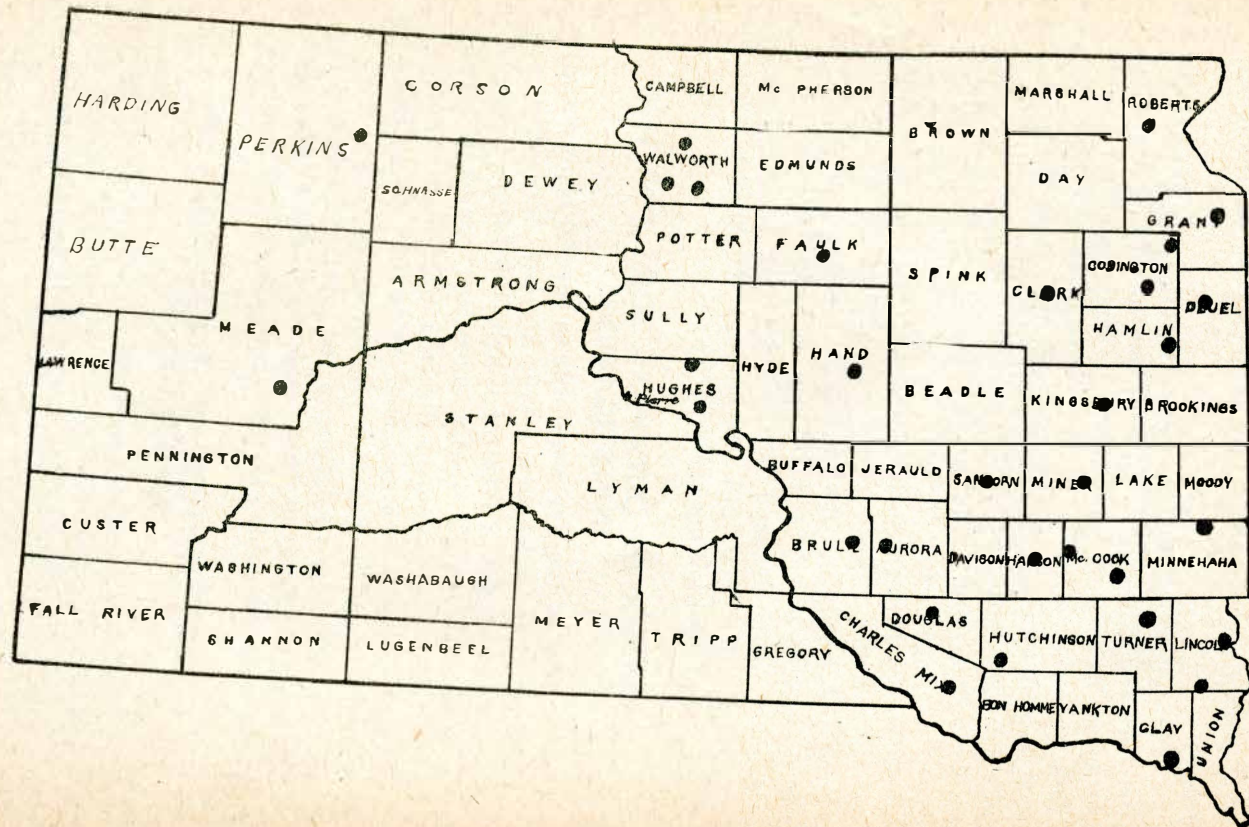 HARDING
PERKINS
CORSON
CAMPBELL
Mc PHERSON
BROWN
MARSHALL
ROBERTS
WALWORTH
EDMUNDS
DAY
SCHNASSE
DEWEY
BUTTE
POTTER
FAULK
GRANT
ARMSTRONG
SPINK
CLARK
CODINGTON
DEUEL
MEADE
SULLY
HAMLIN
LAWRENCE
HYDE
HAND
HUGHES
Pierre
BEADLE
KINGSBURY
BROOKINGS
STANLEY
PENNINGTON
LYMAN
BUFFALO
JERAULD
SANBORN
MINER
LAKE
MOODY
CUSTER
BRULE
AURORA
DAVISON
HANSON
Mc. COOK
MINNEHAHA
WASHINGTON
WASHABAUGH
FALL RIVER
SHANNON
LUGENBEEL
MEYER
TRIPP
GREGORY
CHARLES MIX
DOUGLAS
HUTCHINSON
TURNER
LINCOLN
BON HOMME
YANKTON
CLAY
UNION